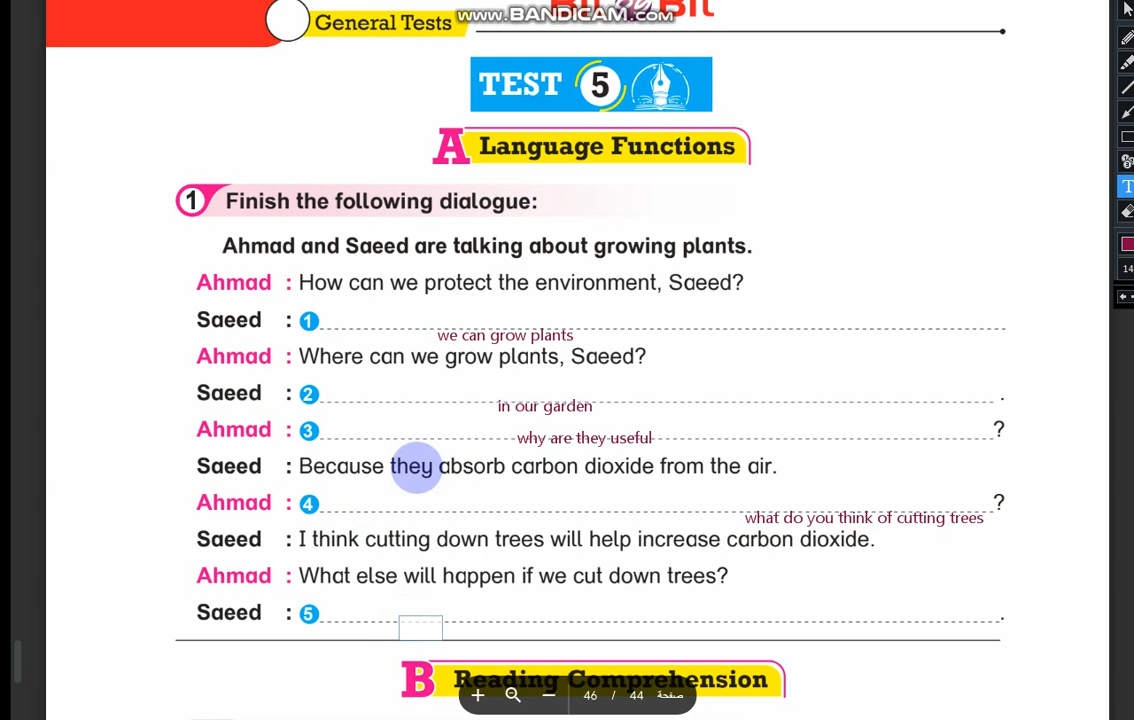 Bit by Bit
General Tests
www.BANDICAM.com
TEST 5
A Language Functions
1 Finish the following dialogue:
Ahmad and Saeed are talking about growing plants.
Ahmad : How can we protect the environment, Saeed?
Saeed : 1
we can grow plants
Ahmad : Where can we grow plants, Saeed?
Saeed : 2 .
in our garden
Ahmad : 3 ?
why are they useful
Saeed : Because they absorb carbon dioxide from the air.
Ahmad : 4 ?
what do you think of cutting trees
Saeed : I think cutting down trees will help increase carbon dioxide.
Ahmad : What else will happen if we cut down trees?
Saeed : 5 .
B Reading Comprehension
46 / 44 صفحة
T
14